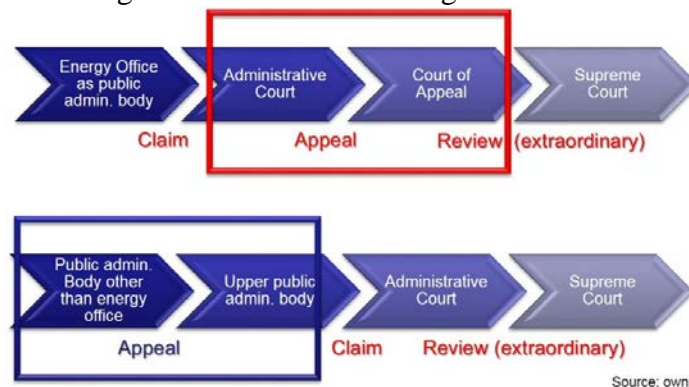 Energy Office
as public
admin. body
Administrative
Court
Court of
Appeal
Supreme
Court
Claim
Appeal
Review (extraordinary)
Public admin.
Body other
than energy
office
Upper public
admin. body
Administrative
Court
Supreme
Court
Appeal
Claim
Review (extraordinary)
Source: own